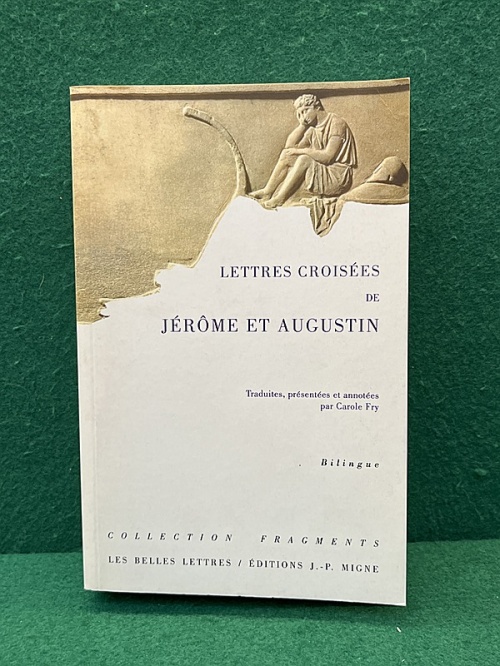 LETTRES CROISÉES
DE
JÉRÔME ET AUGUSTIN
Traduites, présentées et annotées
par Carole Fry
Bilingue
COLLECTION FRAGMENTS
LES BELLES LETTRES / ÉDITIONS J.-P. MIGNE